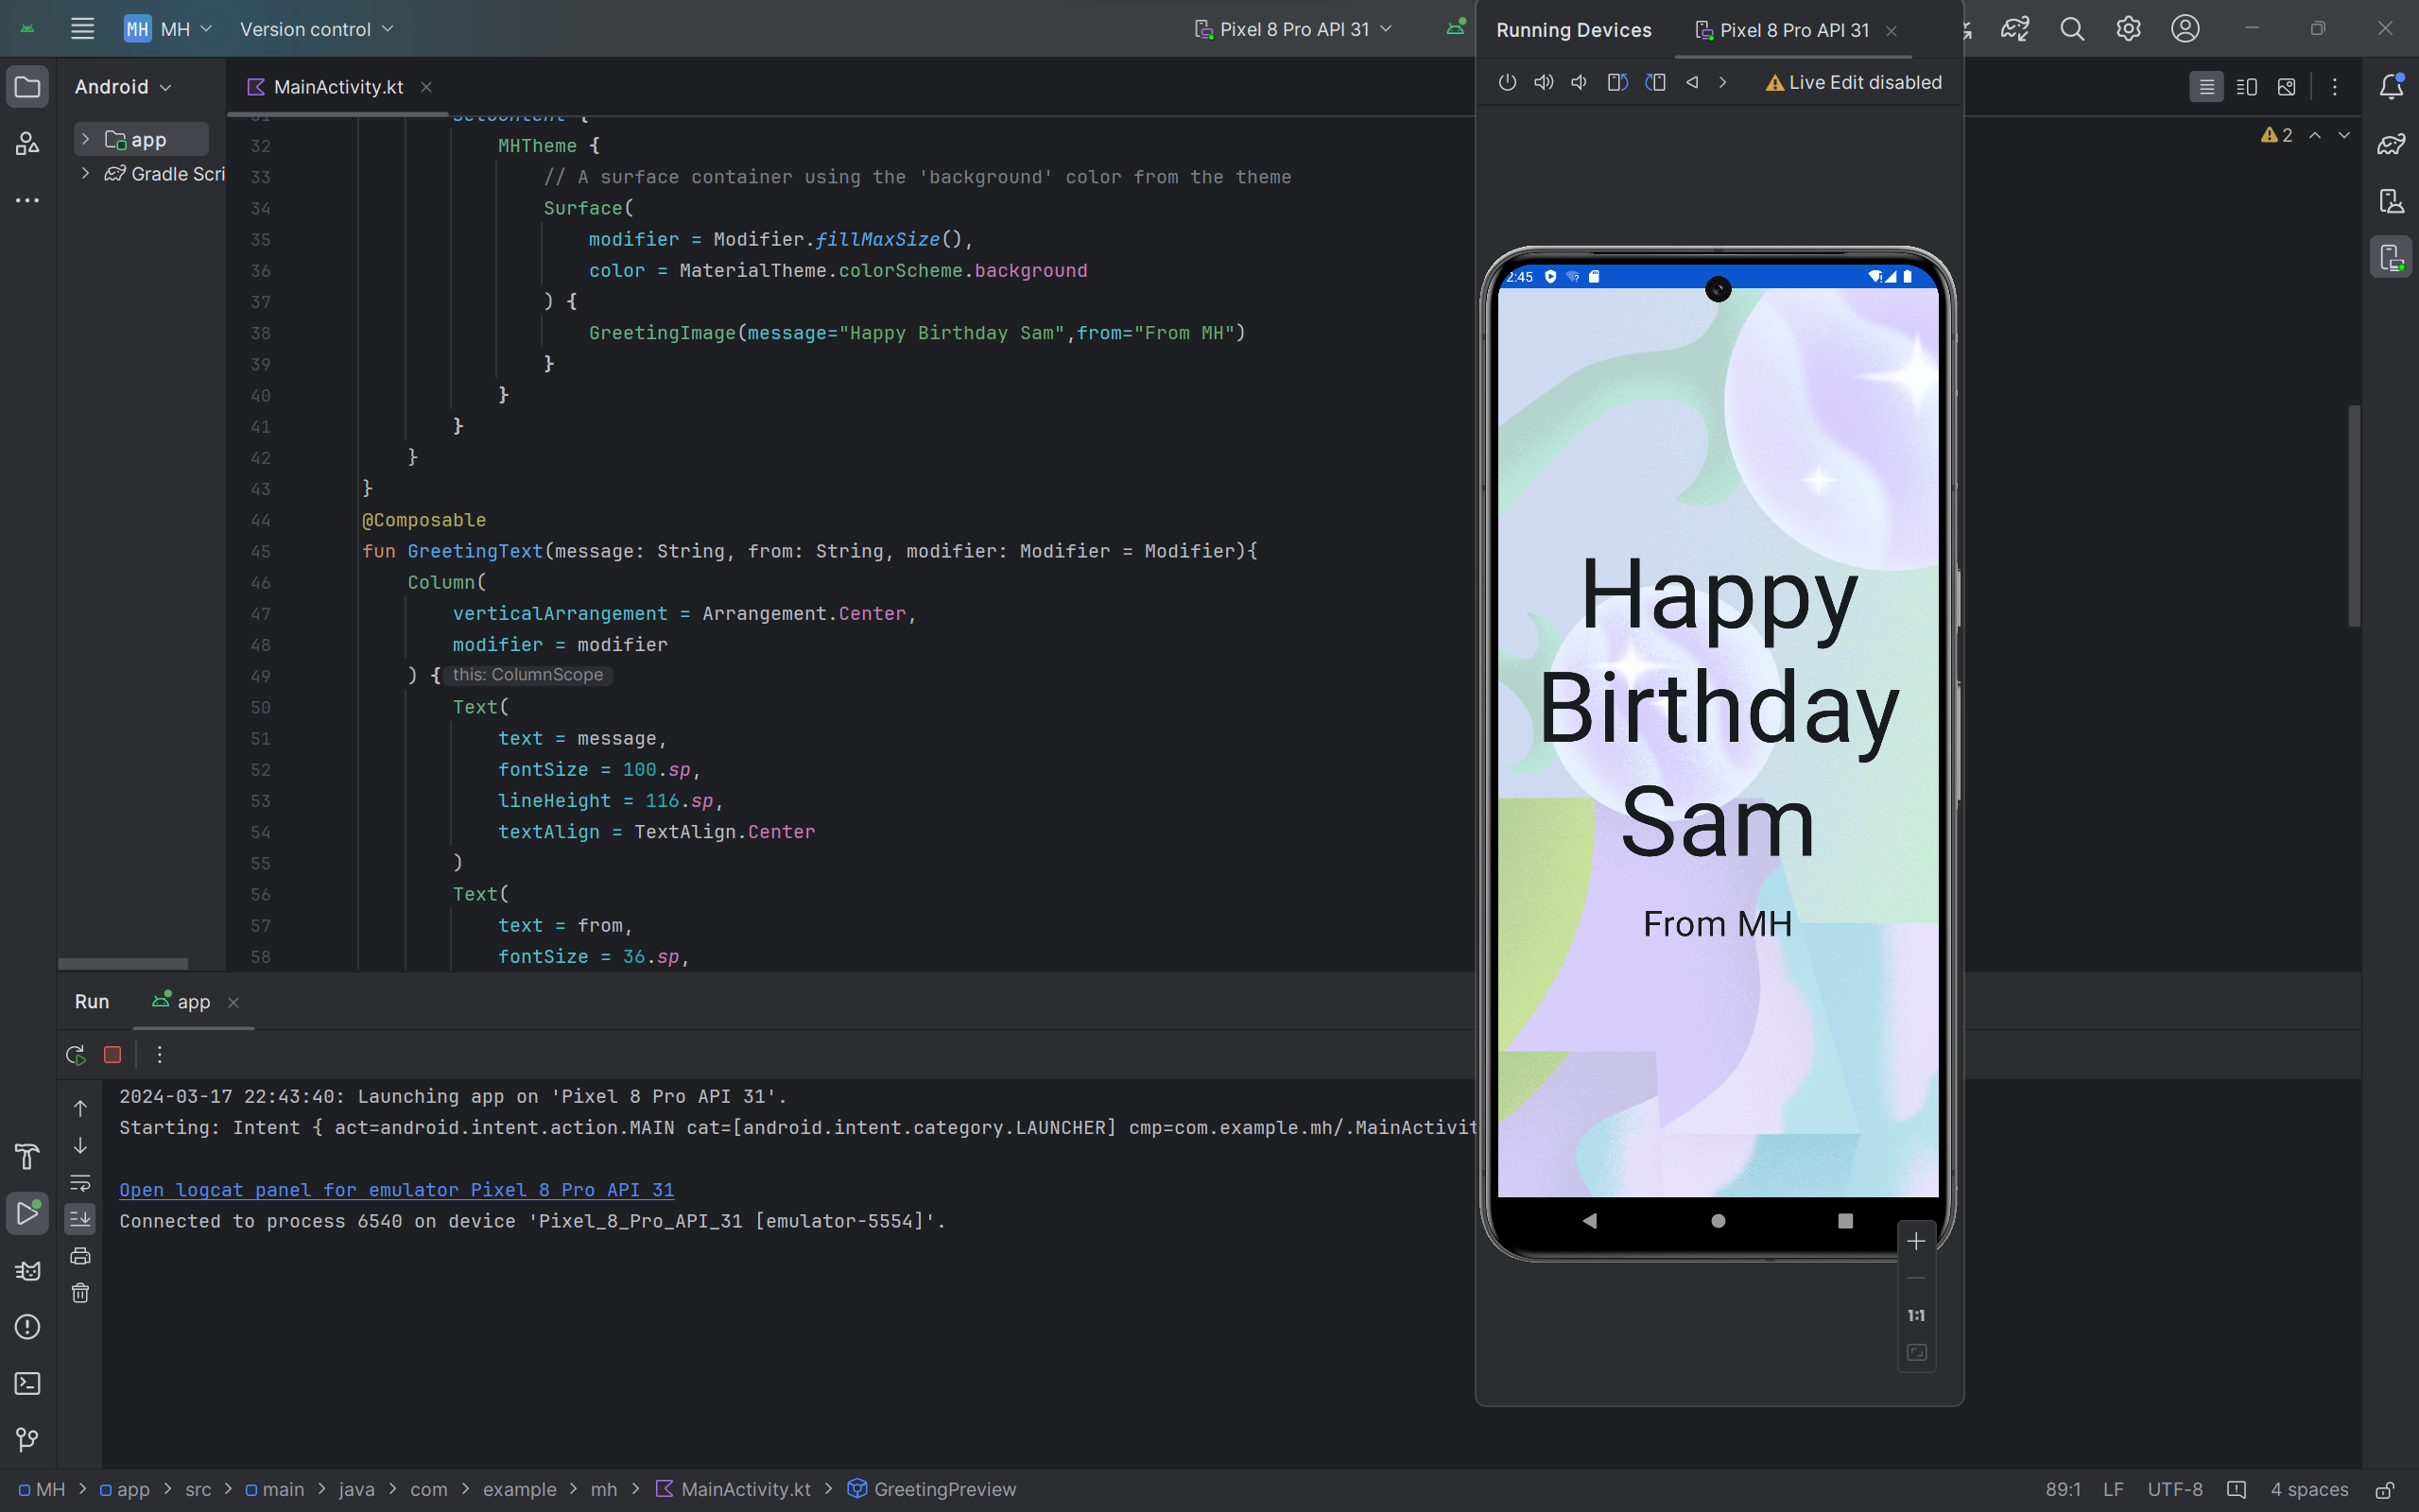 MH MH Version control Pixel 8 Pro API 31
Running Devices Pixel 8 Pro API 31
Live Edit disabled
Android
MainActivity.kt
app
Gradle Scri
2
31 setContent {
32 MHTheme {
33 // A surface container using the 'background' color from the theme
34 Surface(
35 modifier = Modifier.fillMaxSize(),
36 color = MaterialTheme.colorScheme.background
37 ) {
38 GreetingImage(message="Happy Birthday Sam",from="From MH")
39 }
40 }
41 }
42 }
43 }
44 @Composable
45 fun GreetingText(message: String, from: String, modifier: Modifier = Modifier){
46 Column(
47 verticalArrangement = Arrangement.Center,
48 modifier = modifier
49 ) { this: ColumnScope
50 Text(
51 text = message,
52 fontSize = 100.sp,
53 lineHeight = 116.sp,
54 textAlign = TextAlign.Center
55 )
56 Text(
57 text = from,
58 fontSize = 36.sp,
2:45
Happy
Birthday
Sam
From MH
1:1
Run app
2024-03-17 22:43:40: Launching app on 'Pixel 8 Pro API 31'.
Starting: Intent { act=android.intent.action.MAIN cat=[android.intent.category.LAUNCHER] cmp=com.example.mh/.MainActivit
Open logcat panel for emulator Pixel 8 Pro API 31
Connected to process 6540 on device 'Pixel_8_Pro_API_31 [emulator-5554]'.
MH > app > src > main > java > com > example > mh > MainActivity.kt > GreetingPreview
89:1 LF UTF-8 4 spaces